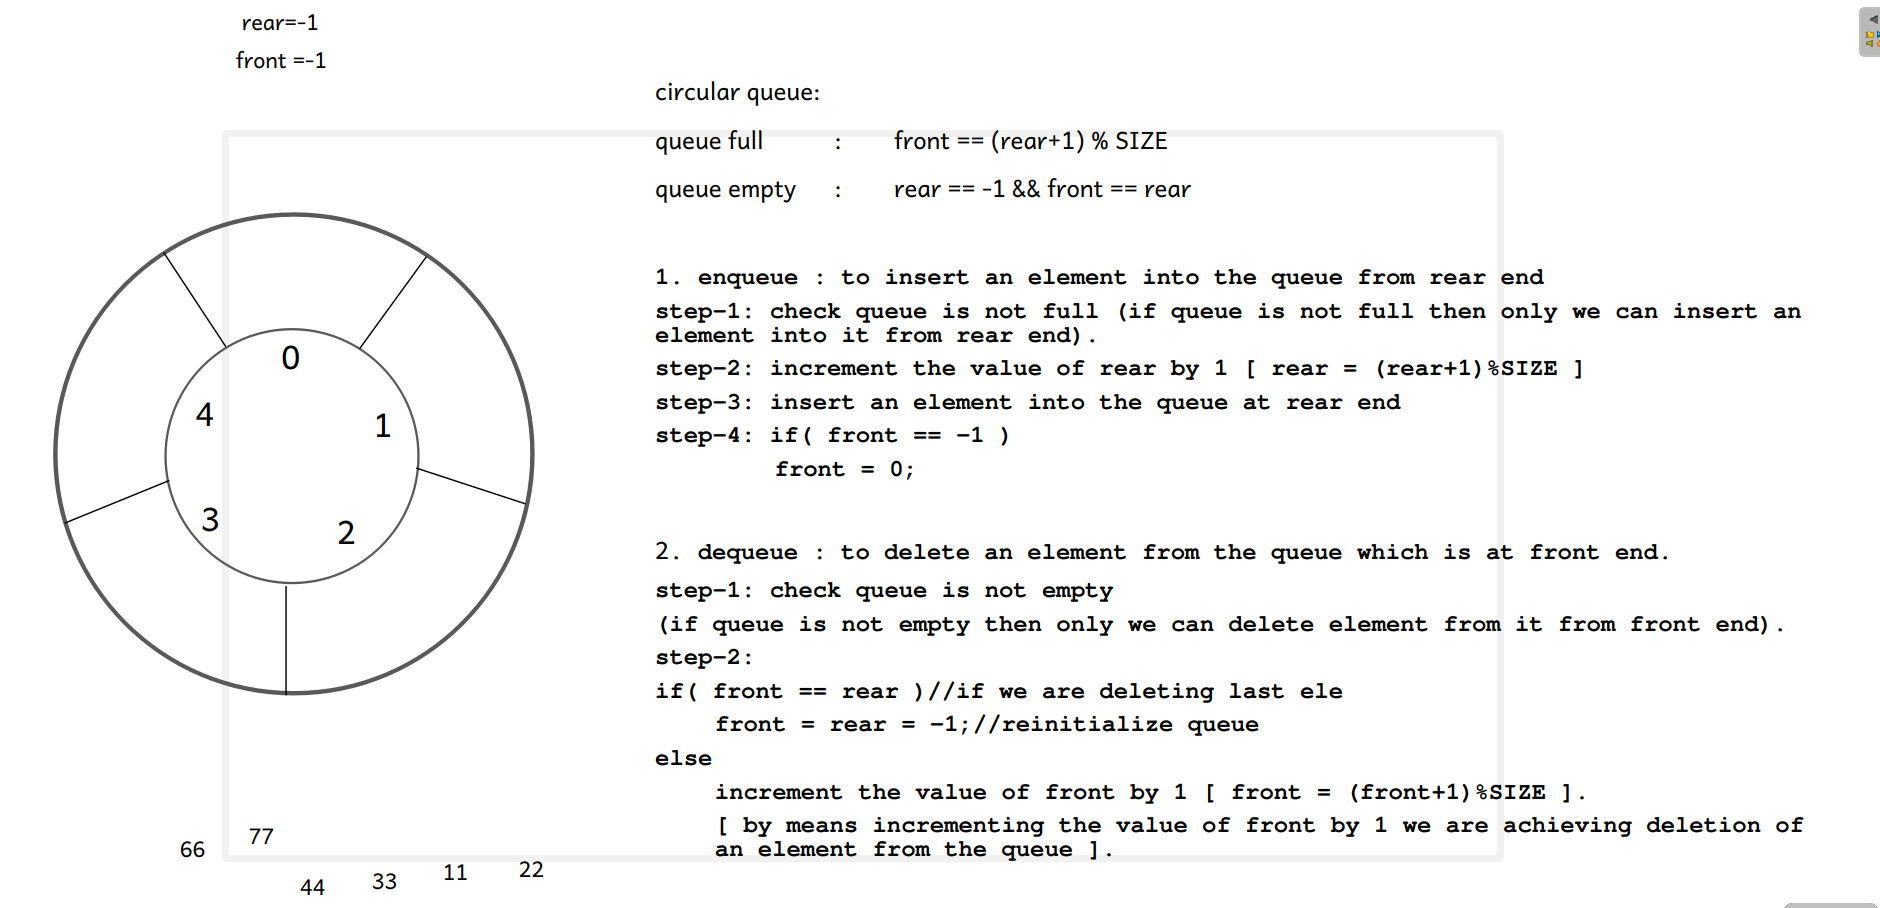 rear=-1
front =-1
circular queue:
queue full : front == (rear+1) % SIZE
queue empty : rear == -1 && front == rear
1. enqueue : to insert an element into the queue from rear end
step-1: check queue is not full (if queue is not full then only we can insert an
element into it from rear end).
step-2: increment the value of rear by 1 [ rear = (rear+1)%SIZE ]
step-3: insert an element into the queue at rear end
step-4: if( front == -1 )
front = 0;
2. dequeue : to delete an element from the queue which is at front end.
step-1: check queue is not empty
(if queue is not empty then only we can delete element from it from front end).
step-2:
if( front == rear )//if we are deleting last ele
front = rear = -1;//reinitialize queue
else
increment the value of front by 1 [ front = (front+1)%SIZE ].
[ by means incrementing the value of front by 1 we are achieving deletion of
an element from the queue ].
0
4
1
3
2
66
77
44
33
11
22